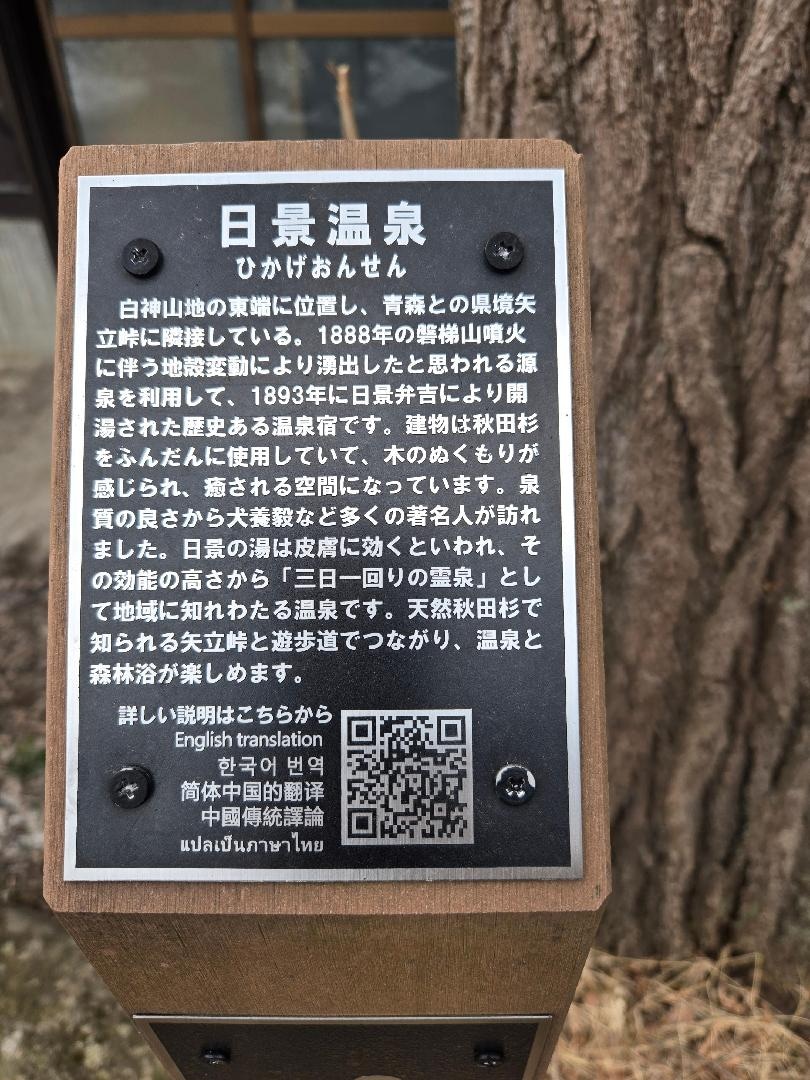 日景温泉
ひかげおんせん
白神山地の東端に位置し、青森との県境矢
立峠に隣接している。1888年の磐梯山噴火
に伴う地殻変動により湧出したと思われる源
泉を利用して、1893年に日景弁吉により開
湯された歴史ある温泉宿です。建物は秋田杉
をふんだんに使用していて、木のぬくもりが
感じられ、癒される空間になっています。泉
質の良さから犬養毅など多くの著名人が訪れ
ました。日景の湯は皮膚に効くといわれ、そ
の効能の高さから「三日一回りの霊泉」とし
て地域に知れわたる温泉です。天然秋田杉で
知られる矢立峠と遊歩道でつながり、温泉と
森林浴が楽しめます。
詳しい説明はこちらから
English translation
한국어 번역
简体中国的翻译
中國傳統譯論
แปลเป็นภาษาไทย